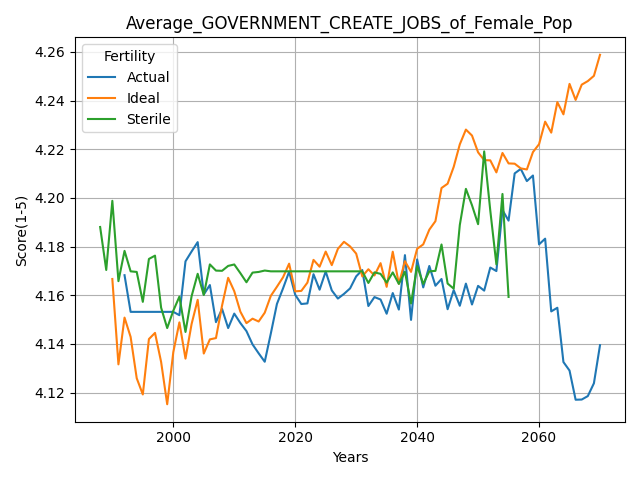 Average_GOVERNMENT_CREATE_JOBS_of_Female_Pop
Fertility
Actual
Ideal
Sterile
Score(1-5)
4.26
4.24
4.22
4.20
4.18
4.16
4.14
4.12
2000 2020 2040 2060
Years